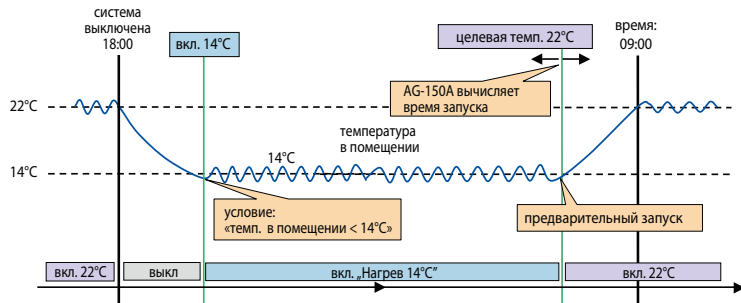 система
выключена
18:00
вкл. 14°C
целевая темп. 22°C
время:
09:00
AG-150A вычисляет
время запуска
22°C
температура
в помещении
14°C
14°C
условие:
«темп. в помещении < 14°C»
предварительный запуск
вкл. 22°C
выкл
вкл. „Нагрев 14°C"
вкл. 22°C